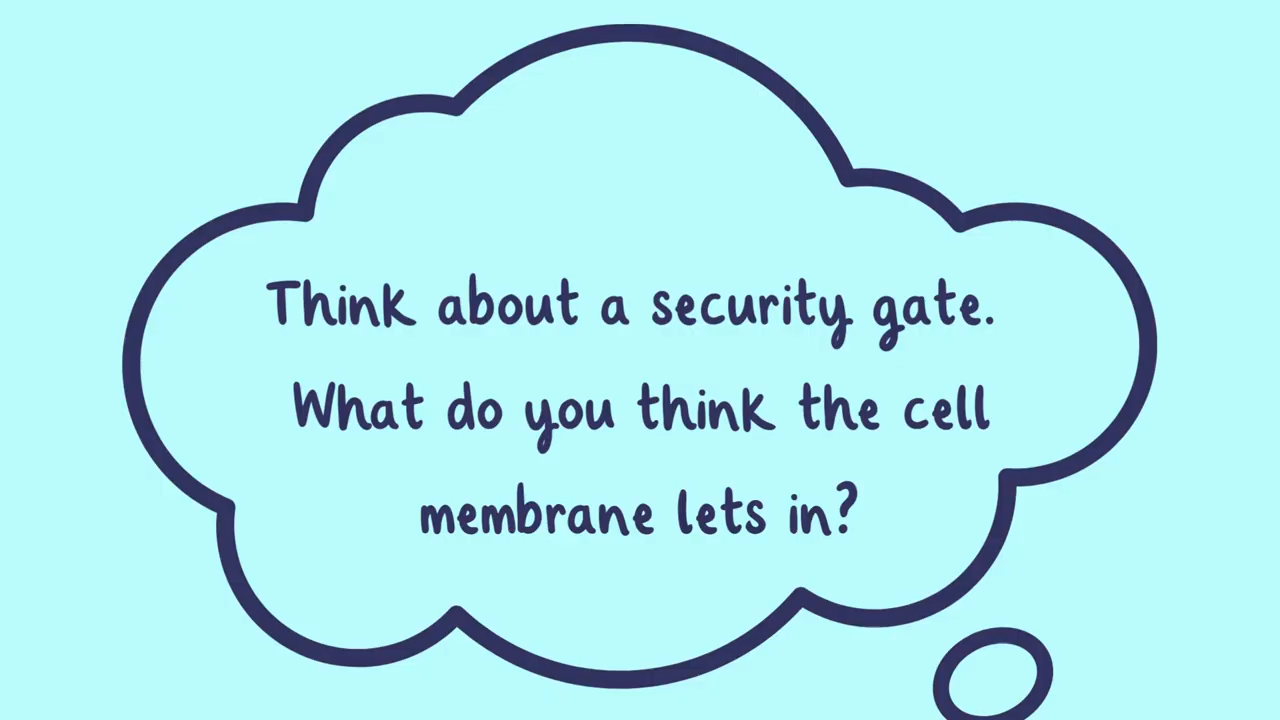 Think about a security gate.
What do you think the cell
membrane lets in?